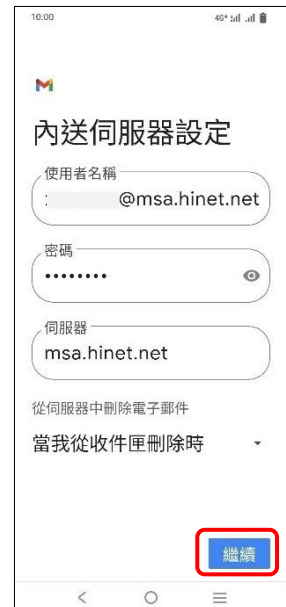 10:00
4G+
內送伺服器設定
使用者名稱
@msa.hinet.net
密碼
••••••••
伺服器
msa.hinet.net
從伺服器中刪除電子郵件
當我從收件匣刪除時
繼續